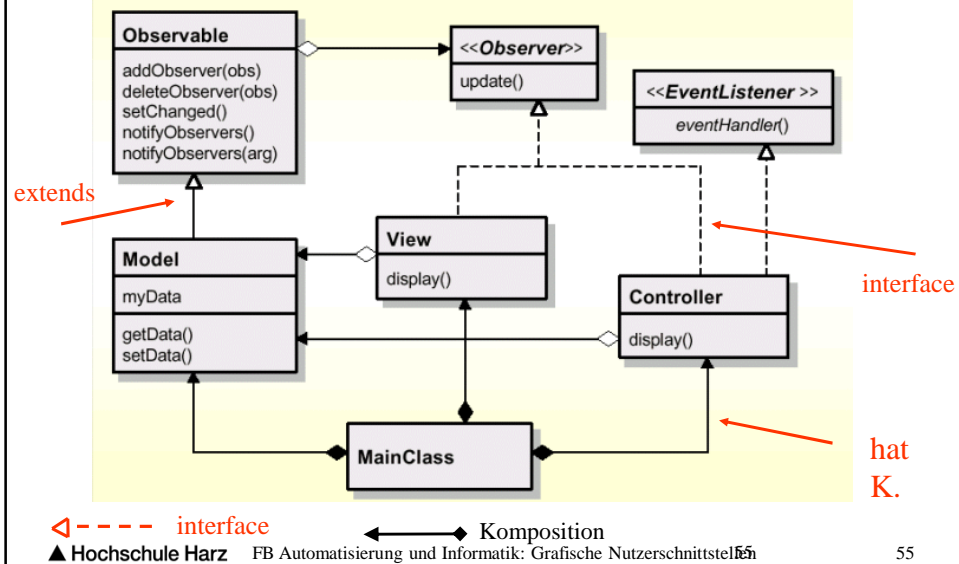 Observable
addObserver(obs)
deleteObserver(obs)
setChanged()
notifyObservers()
notifyObservers(arg)
<<Observer>>
update()
<<EventListener >>
eventHandler()
extends
Model
myData
getData()
setData()
View
display()
interface
Controller
display()
MainClass
hat
K.
interface
Komposition
Hochschule Harz FB Automatisierung und Informatik: Grafische Nutzerschnittstellen 55
55